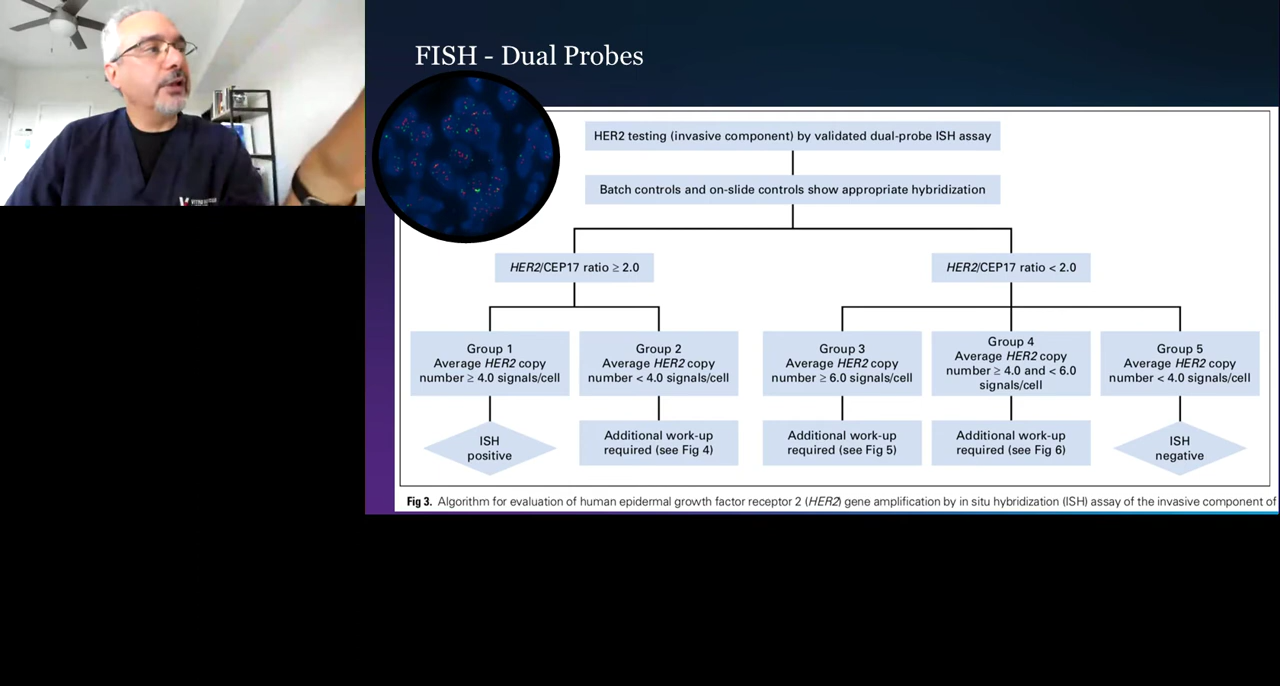 FISH - Dual Probes
HER2 testing (invasive component) by validated dual-probe ISH assay
Batch controls and on-slide controls show appropriate hybridization
HER2/CEP17 ratio ≥ 2.0
HER2/CEP17 ratio < 2.0
Group 1
Average HER2 copy
number ≥ 4.0 signals/cell
Group 2
Average HER2 copy
number < 4.0 signals/cell
Group 3
Average HER2 copy
number ≥ 6.0 signals/cell
Group 4
Average HER2 copy
number ≥ 4.0 and < 6.0
signals/cell
Group 5
Average HER2 copy
number < 4.0 signals/cell
ISH
positive
Additional work-up
required (see Fig 4)
Additional work-up
required (see Fig 5)
Additional work-up
required (see Fig 6)
ISH
negative
Fig 3. Algorithm for evaluation of human epidermal growth factor receptor 2 (HER2) gene amplification by in situ hybridization (ISH) assay of the invasive component of